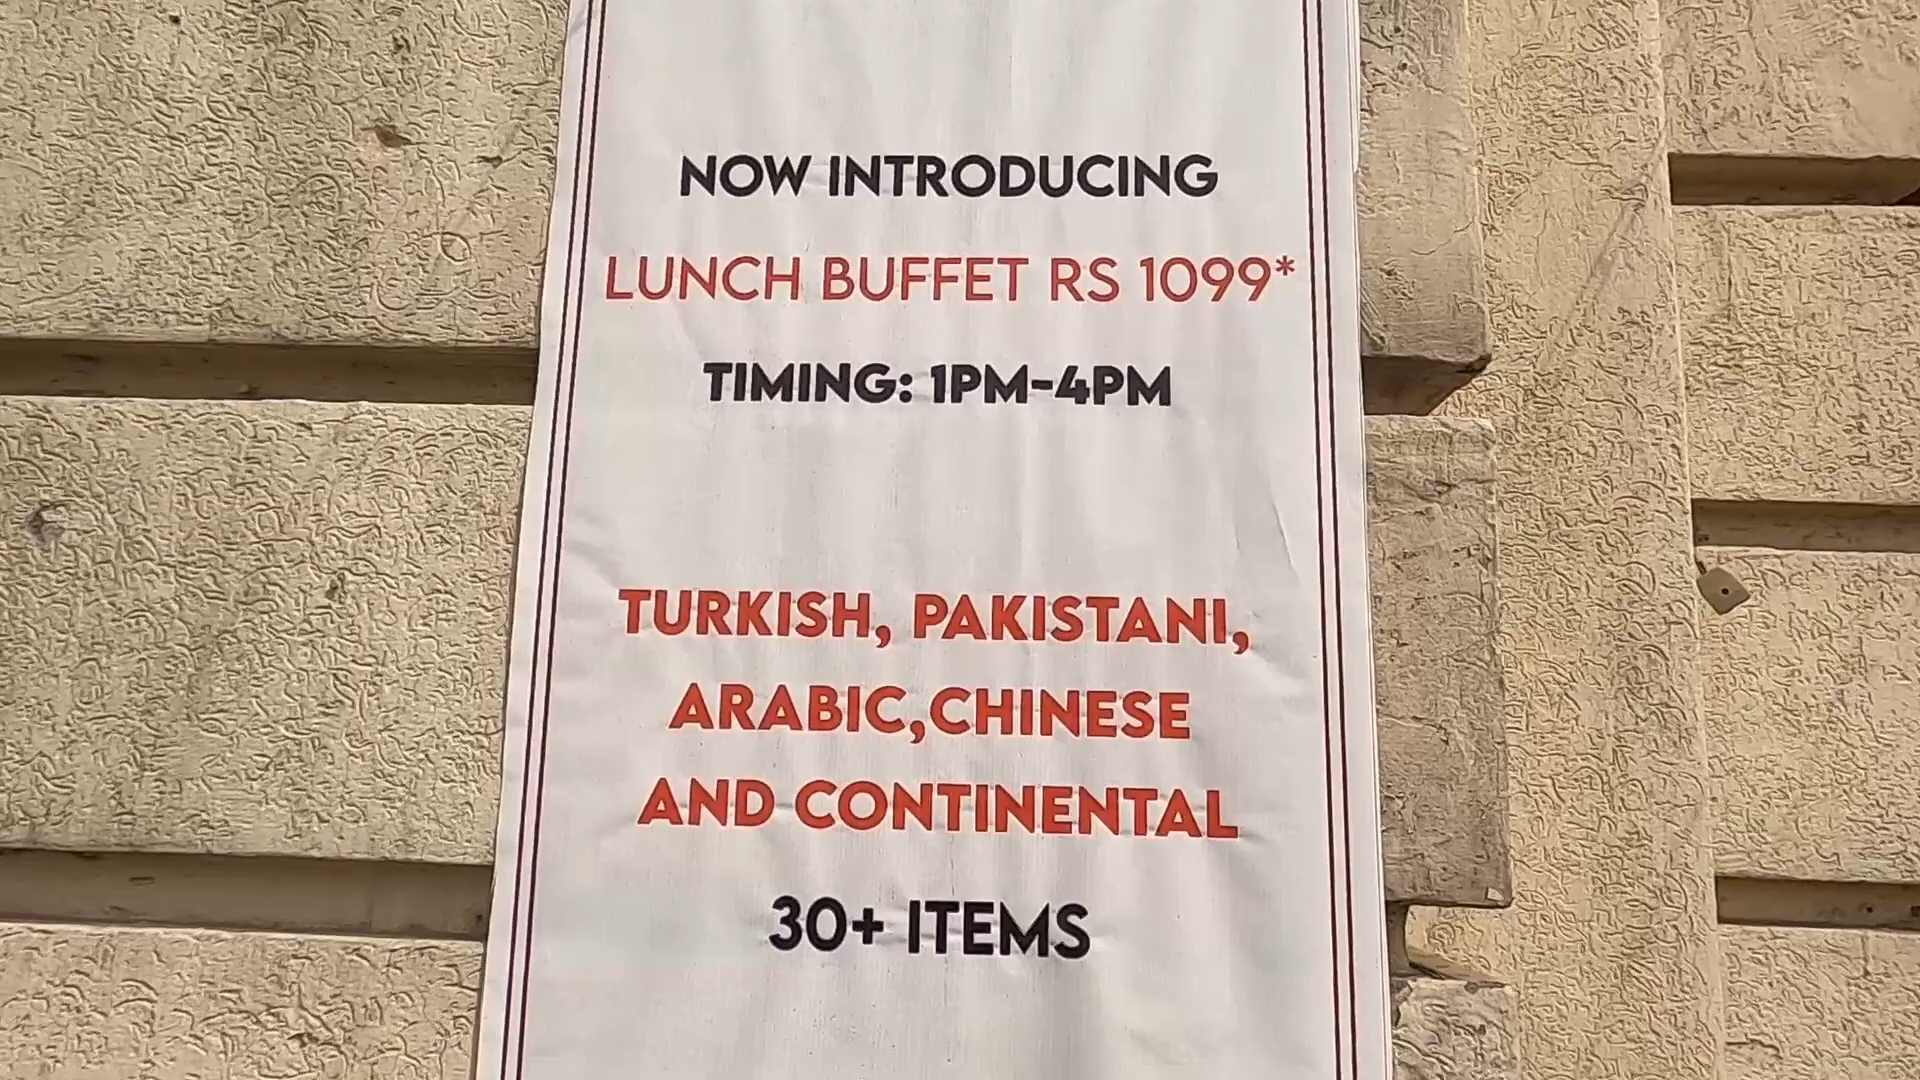 NOW INTRODUCING
LUNCH BUFFET RS 1099*
TIMING: 1PM-4PM
TURKISH, PAKISTANI,
ARABIC,CHINESE
AND CONTINENTAL
30+ ITEMS